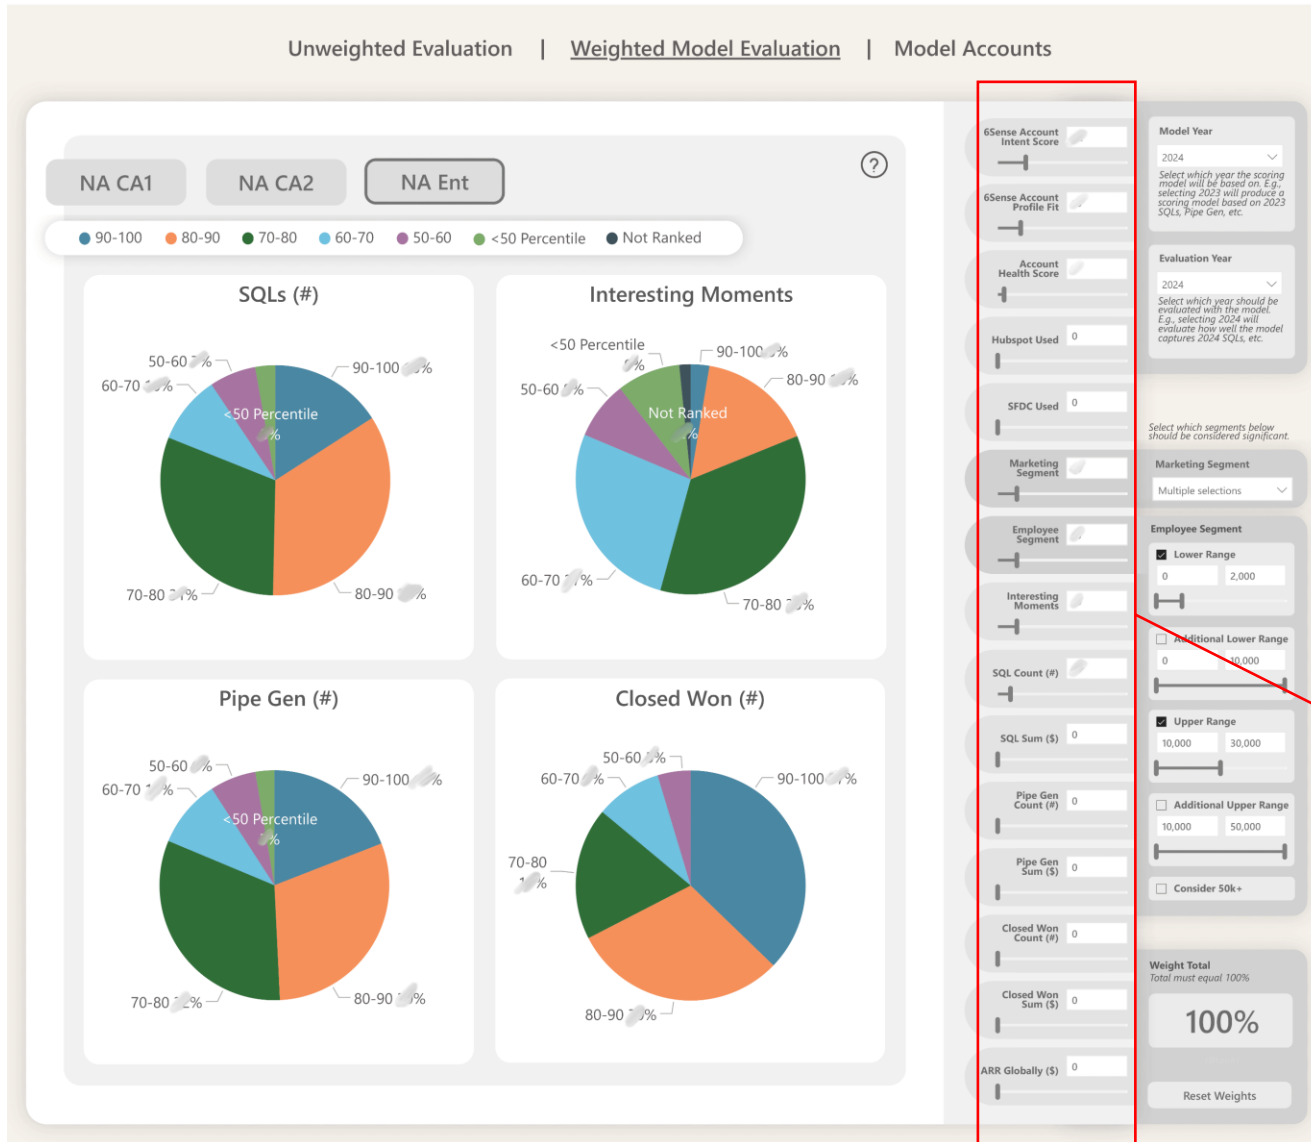 Unweighted Evaluation | Weighted Model Evaluation | Model Accounts
NA CA1
NA CA2
NA Ent
?
90-100
80-90
70-80
60-70
50-60
<50 Percentile
Not Ranked
SQLs (#)
50-60 %
60-70 %
<50 Percentile
%
90-100 %
70-80 %
80-90 %
Interesting Moments
<50 Percentile
%
50-60 %
Not Ranked
%
90-100 %
80-90 %
60-70 %
70-80 %
Pipe Gen (#)
50-60 %
60-70 %
<50 Percentile
%
90-100 %
70-80 %
80-90 %
Closed Won (#)
50-60 %
60-70 %
90-100 %
70-80
%
80-90 %
6Sense Account
Intent Score
6Sense Account
Profile Fit
Account
Health Score
Hubspot Used
0
SFDC Used
0
Marketing
Segment
Employee
Segment
Interesting
Moments
SQL Count (#)
SQL Sum ($)
0
Pipe Gen
Count (#)
0
Pipe Gen
Sum ($)
0
Closed Won
Count (#)
0
Closed Won
Sum ($)
0
ARR Globally ($)
0
Model Year
2024
Select which year the scoring
model will be based on. E.g.,
selecting 2023 will produce a
scoring model based on 2023
SQLs, Pipe Gen, etc.
Evaluation Year
2024
Select which year should be
evaluated with the model.
E.g., selecting 2024 will
evaluate how well the model
captures 2024 SQLs, etc.
Select which segments below
should be considered significant.
Marketing Segment
Multiple selections
Employee Segment
Lower Range
0
2,000
Additional Lower Range
0
10,000
Upper Range
10,000
30,000
Additional Upper Range
10,000
50,000
Consider 50k+
Weight Total
Total must equal 100%
100%
Reset Weights